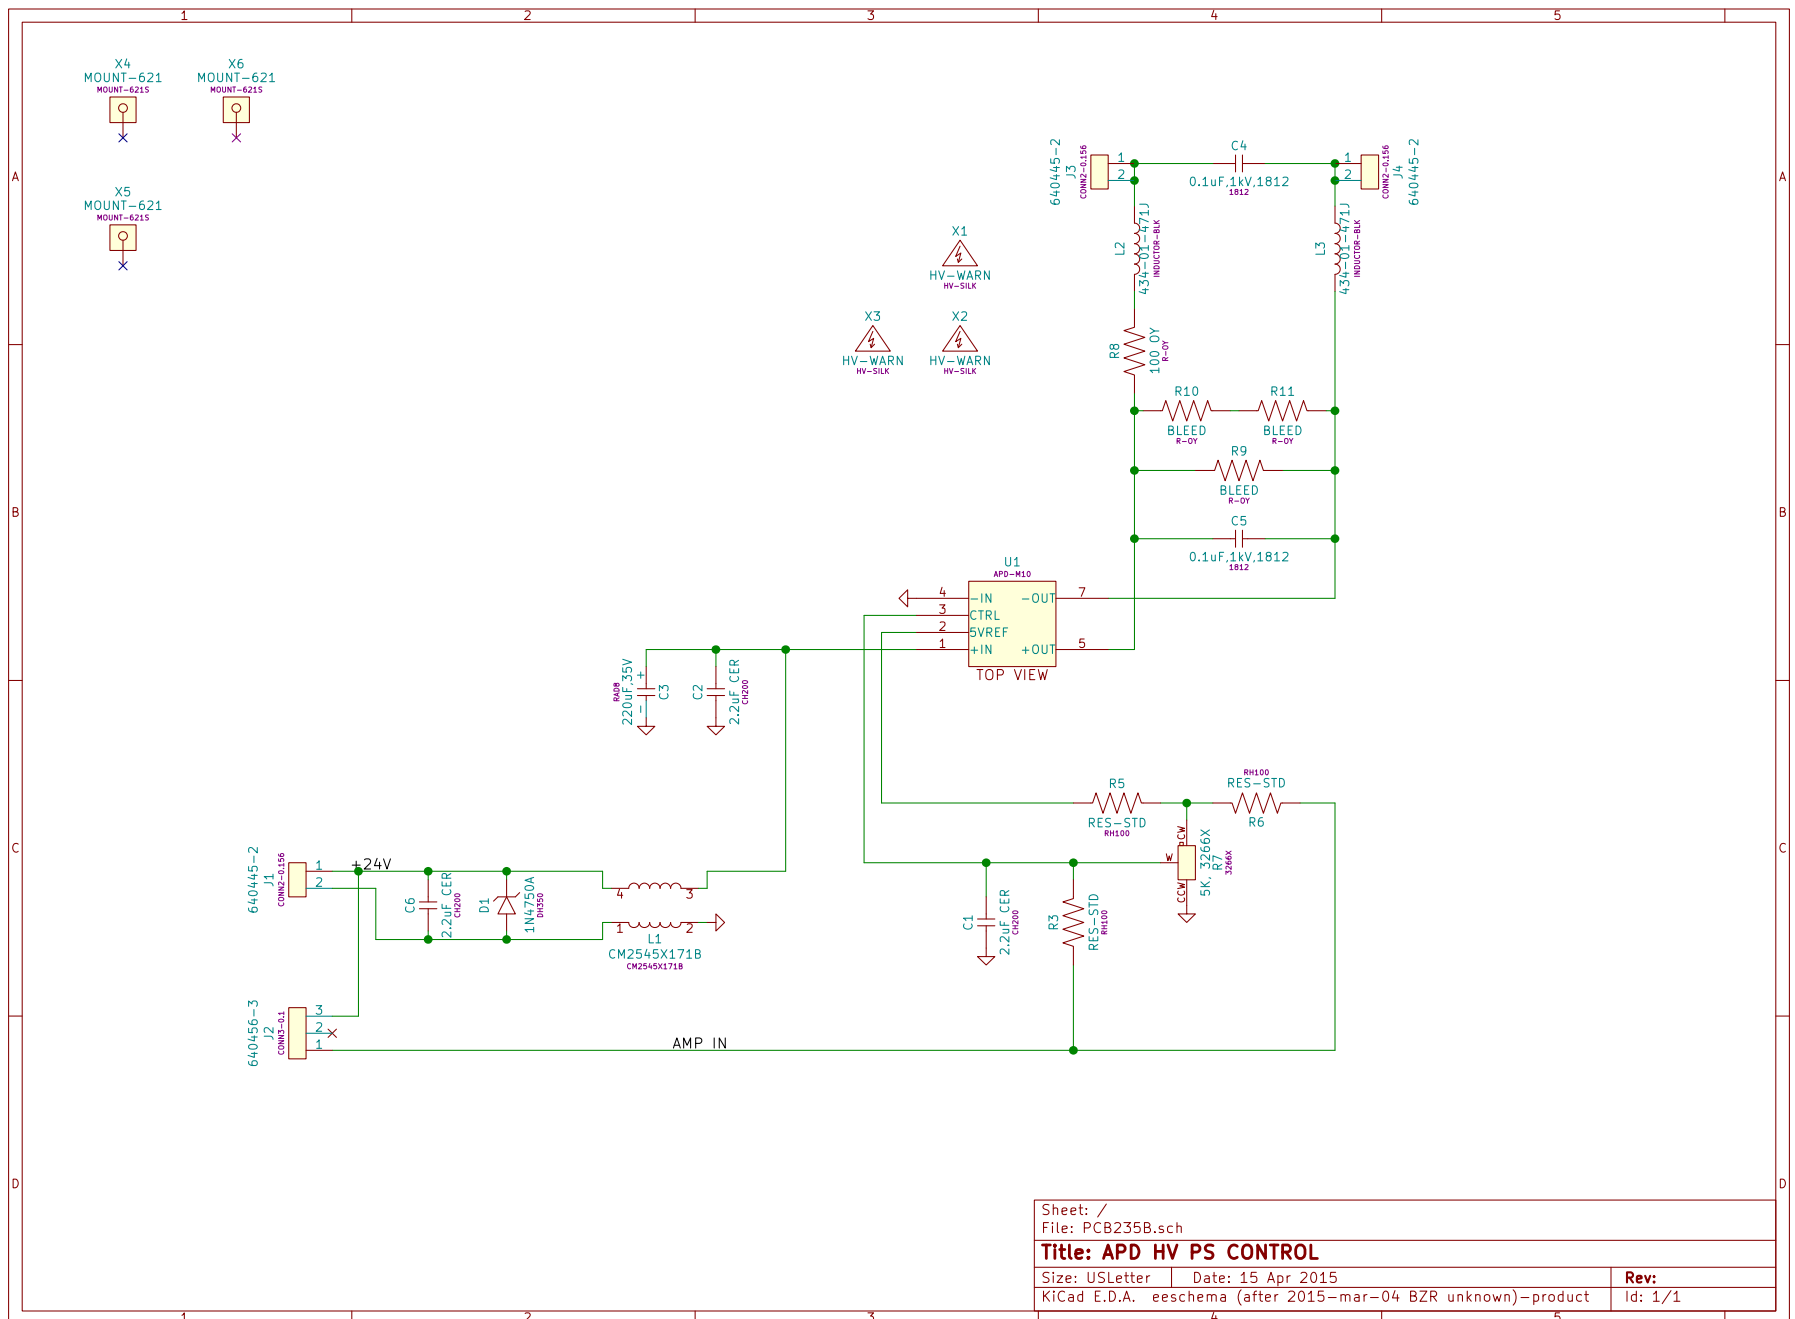 1 2 3 4 5
X4
MOUNT-621
MOUNT-621S
X6
MOUNT-621
MOUNT-621S
X5
MOUNT-621
MOUNT-621S
A
A
640445-2
J3
CONN2-0.156
1
2
C4
0.1uF,1kV,1812
1812
1
2
CONN2-0.156
J4
640445-2
X1
HV-WARN
HV-SILK
X3
HV-WARN
HV-SILK
X2
HV-WARN
HV-SILK
L2
434-01-471J
INDUCTOR-BLK
L3
434-01-471J
INDUCTOR-BLK
R8
100 OY
R-OY
R10
BLEED
R-OY
R11
BLEED
R-OY
R9
BLEED
R-OY
B
B
C5
0.1uF,1kV,1812
1812
U1
APD-M10
4 -IN -OUT 7
3 CTRL
2 5VREF
1 +IN +OUT 5
TOP VIEW
RAD8
220uF,35V
+
-
C3
C2
2.2uF CER
CH200
R5
RES-STD
RH100
RH100
RES-STD
R6
C
C
640445-2
J1
CONN2-0.156
1
2
+24V
C6
2.2uF CER
CH200
D1
1N4750A
DH350
4 3
1 2
L1
CM2545X171B
CM2545X171B
C1
2.2uF CER
CH200
R3
RES-STD
RH100
CW
W
CCW
5K, 3266X
R7
3266X
640456-3
J2
CONN3-0.1
3
2
1
AMP IN
D
D
Sheet: /
File: PCB235B.sch
Title: APD HV PS CONTROL
Size: USLetter Date: 15 Apr 2015 Rev:
KiCad E.D.A. eeschema (after 2015-mar-04 BZR unknown)-product Id: 1/1
1 2 3 4 5